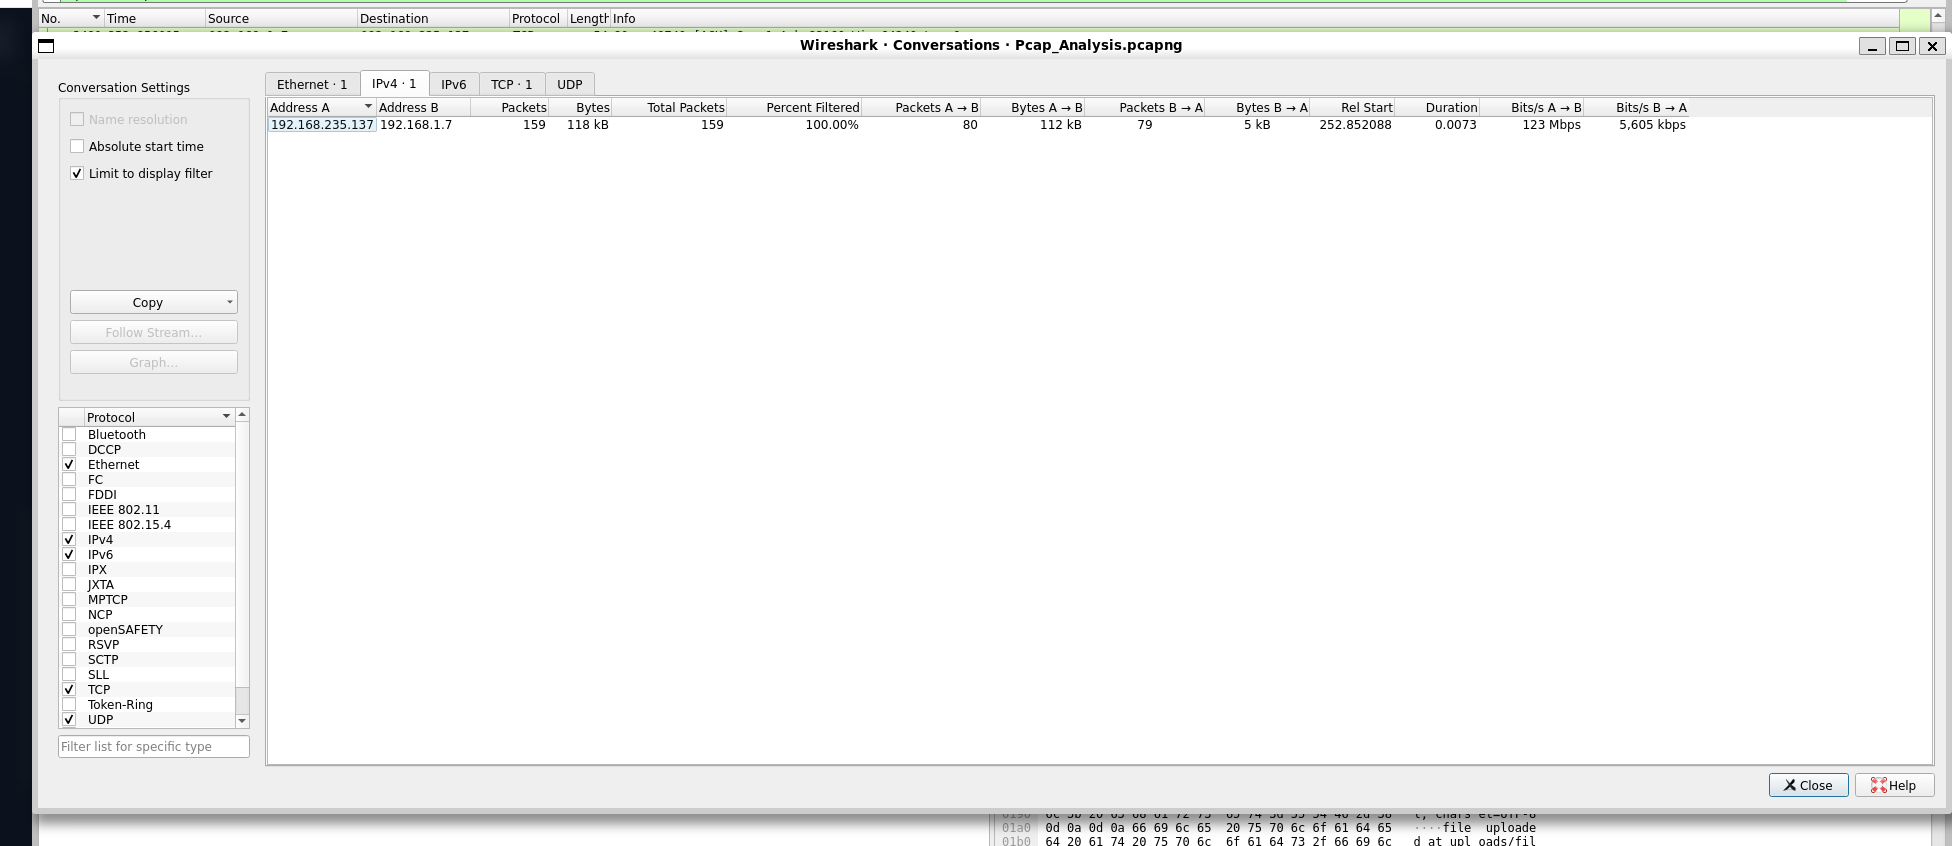 No. Time Source Destination Protocol Length Info
Wireshark · Conversations · Pcap_Analysis.pcapng
Conversation Settings
Name resolution
Absolute start time
Limit to display filter
Copy
Follow Stream...
Graph...
Protocol
Bluetooth
DCCP
Ethernet
FC
FDDI
IEEE 802.11
IEEE 802.15.4
IPv4
IPv6
IPX
JXTA
MPTCP
NCP
openSAFETY
RSVP
SCTP
SLL
TCP
Token-Ring
UDP
Filter list for specific type
Ethernet · 1 IPv4 · 1 IPv6 TCP · 1 UDP
Address A Address B Packets Bytes Total Packets Percent Filtered Packets A → B Bytes A → B Packets B → A Bytes B → A Rel Start Duration Bits/s A → B Bits/s B → A
192.168.235.137 192.168.1.7 159 118 kB 159 100.00% 80 112 kB 79 5 kB 252.852088 0.0073 123 Mbps 5,605 kbps
Close Help
01a0 0d 0a 0d 0a 66 69 6c 65 20 75 70 6c 6f 61 64 65 ····file uploade
01b0 64 20 61 74 20 75 70 6c 6f 61 64 73 2f 66 69 6c d at upl oads/fil